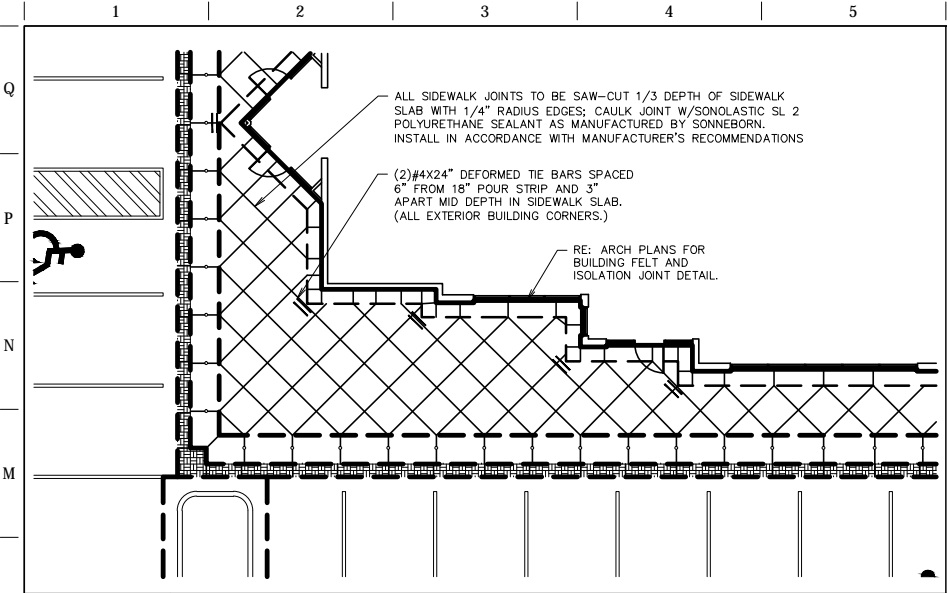 1 2 3 4 5
Q
P
N
M
ALL SIDEWALK JOINTS TO BE SAW-CUT 1/3 DEPTH OF SIDEWALK
SLAB WITH 1/4" RADIUS EDGES; CAULK JOINT W/SONOLASTIC SL 2
POLYURETHANE SEALANT AS MANUFACTURED BY SONNEBORN.
INSTALL IN ACCORDANCE WITH MANUFACTURER'S RECOMMENDATIONS
(2)#4X24" DEFORMED TIE BARS SPACED
6" FROM 18" POUR STRIP AND 3"
APART MID DEPTH IN SIDEWALK SLAB.
(ALL EXTERIOR BUILDING CORNERS.)
RE: ARCH PLANS FOR
BUILDING FELT AND
ISOLATION JOINT DETAIL.